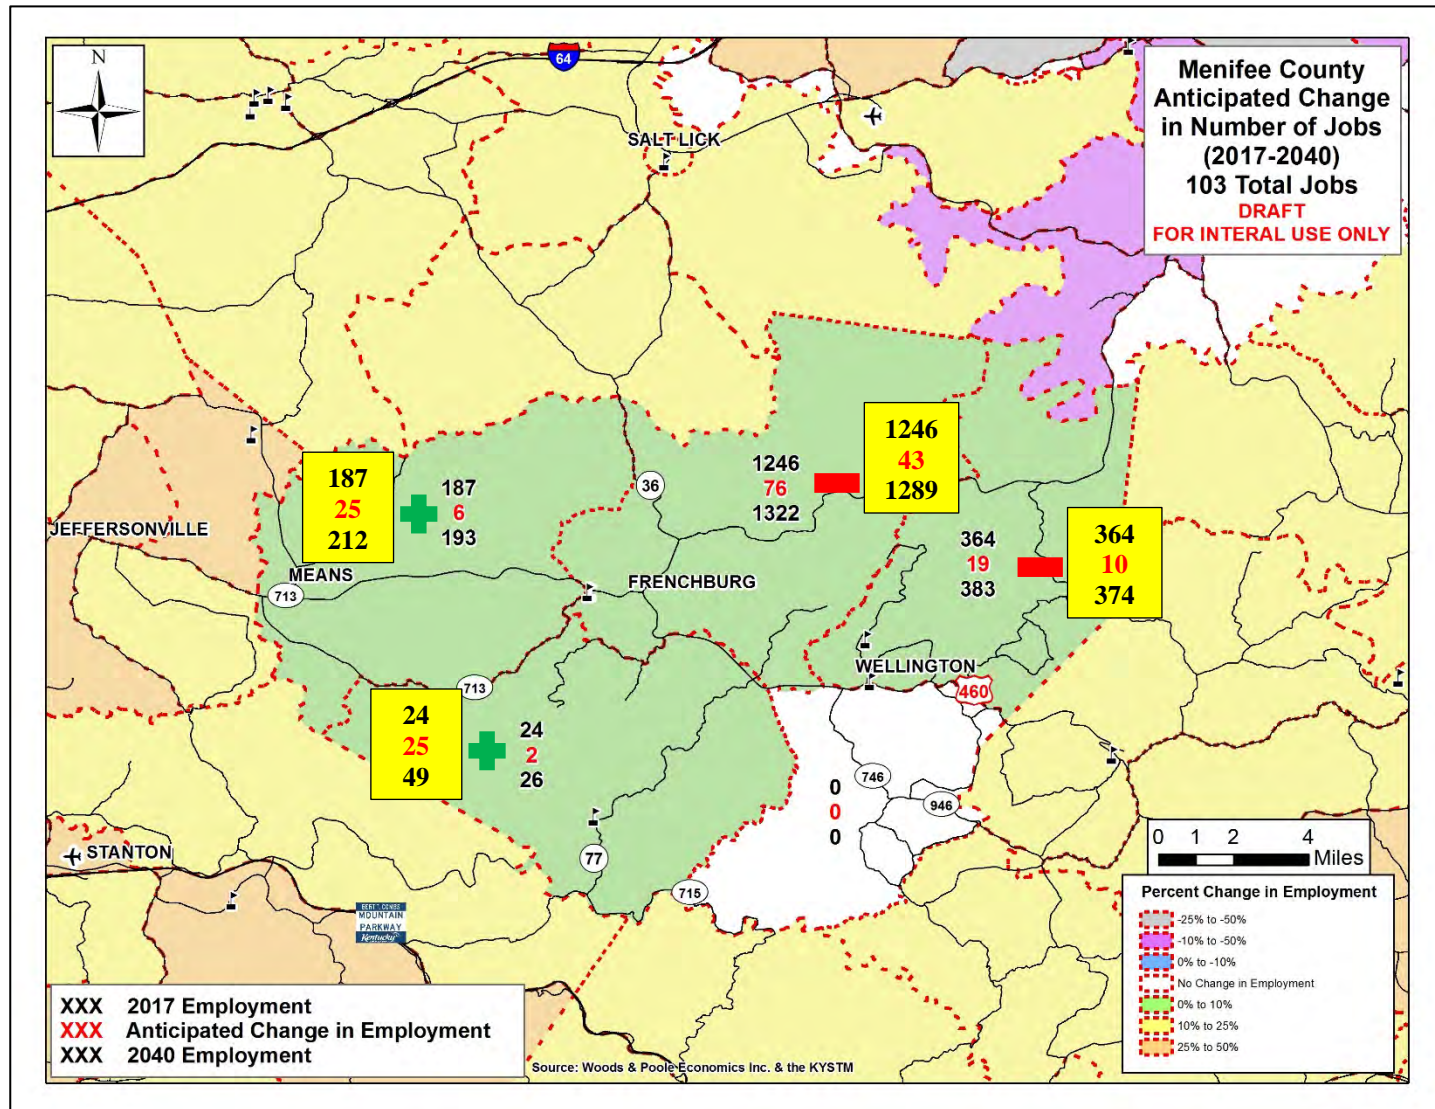 N
64
Menifee County
Anticipated Change
in Number of Jobs
(2017-2040)
103 Total Jobs
DRAFT
FOR INTERAL USE ONLY
SALT LICK
1246
43
1289
1246
76
1322
187
25
212
187
6
193
36
JEFFERSONVILLE
364
19
383
364
10
374
MEANS
713
FRENCHBURG
WELLINGTON
713
460
24
25
49
24
2
26
746
946
0
0
0
STANTON
77
715
0 1 2 4
Miles
BERT T. COMBS
MOUNTAIN
PARKWAY
Kentucky
Percent Change in Employment
-25% to -50%
-10% to -50%
0% to -10%
No Change in Employment
0% to 10%
10% to 25%
25% to 50%
XXX 2017 Employment
XXX Anticipated Change in Employment
XXX 2040 Employment
Source: Woods & Poole Economics Inc. & the KYSTM